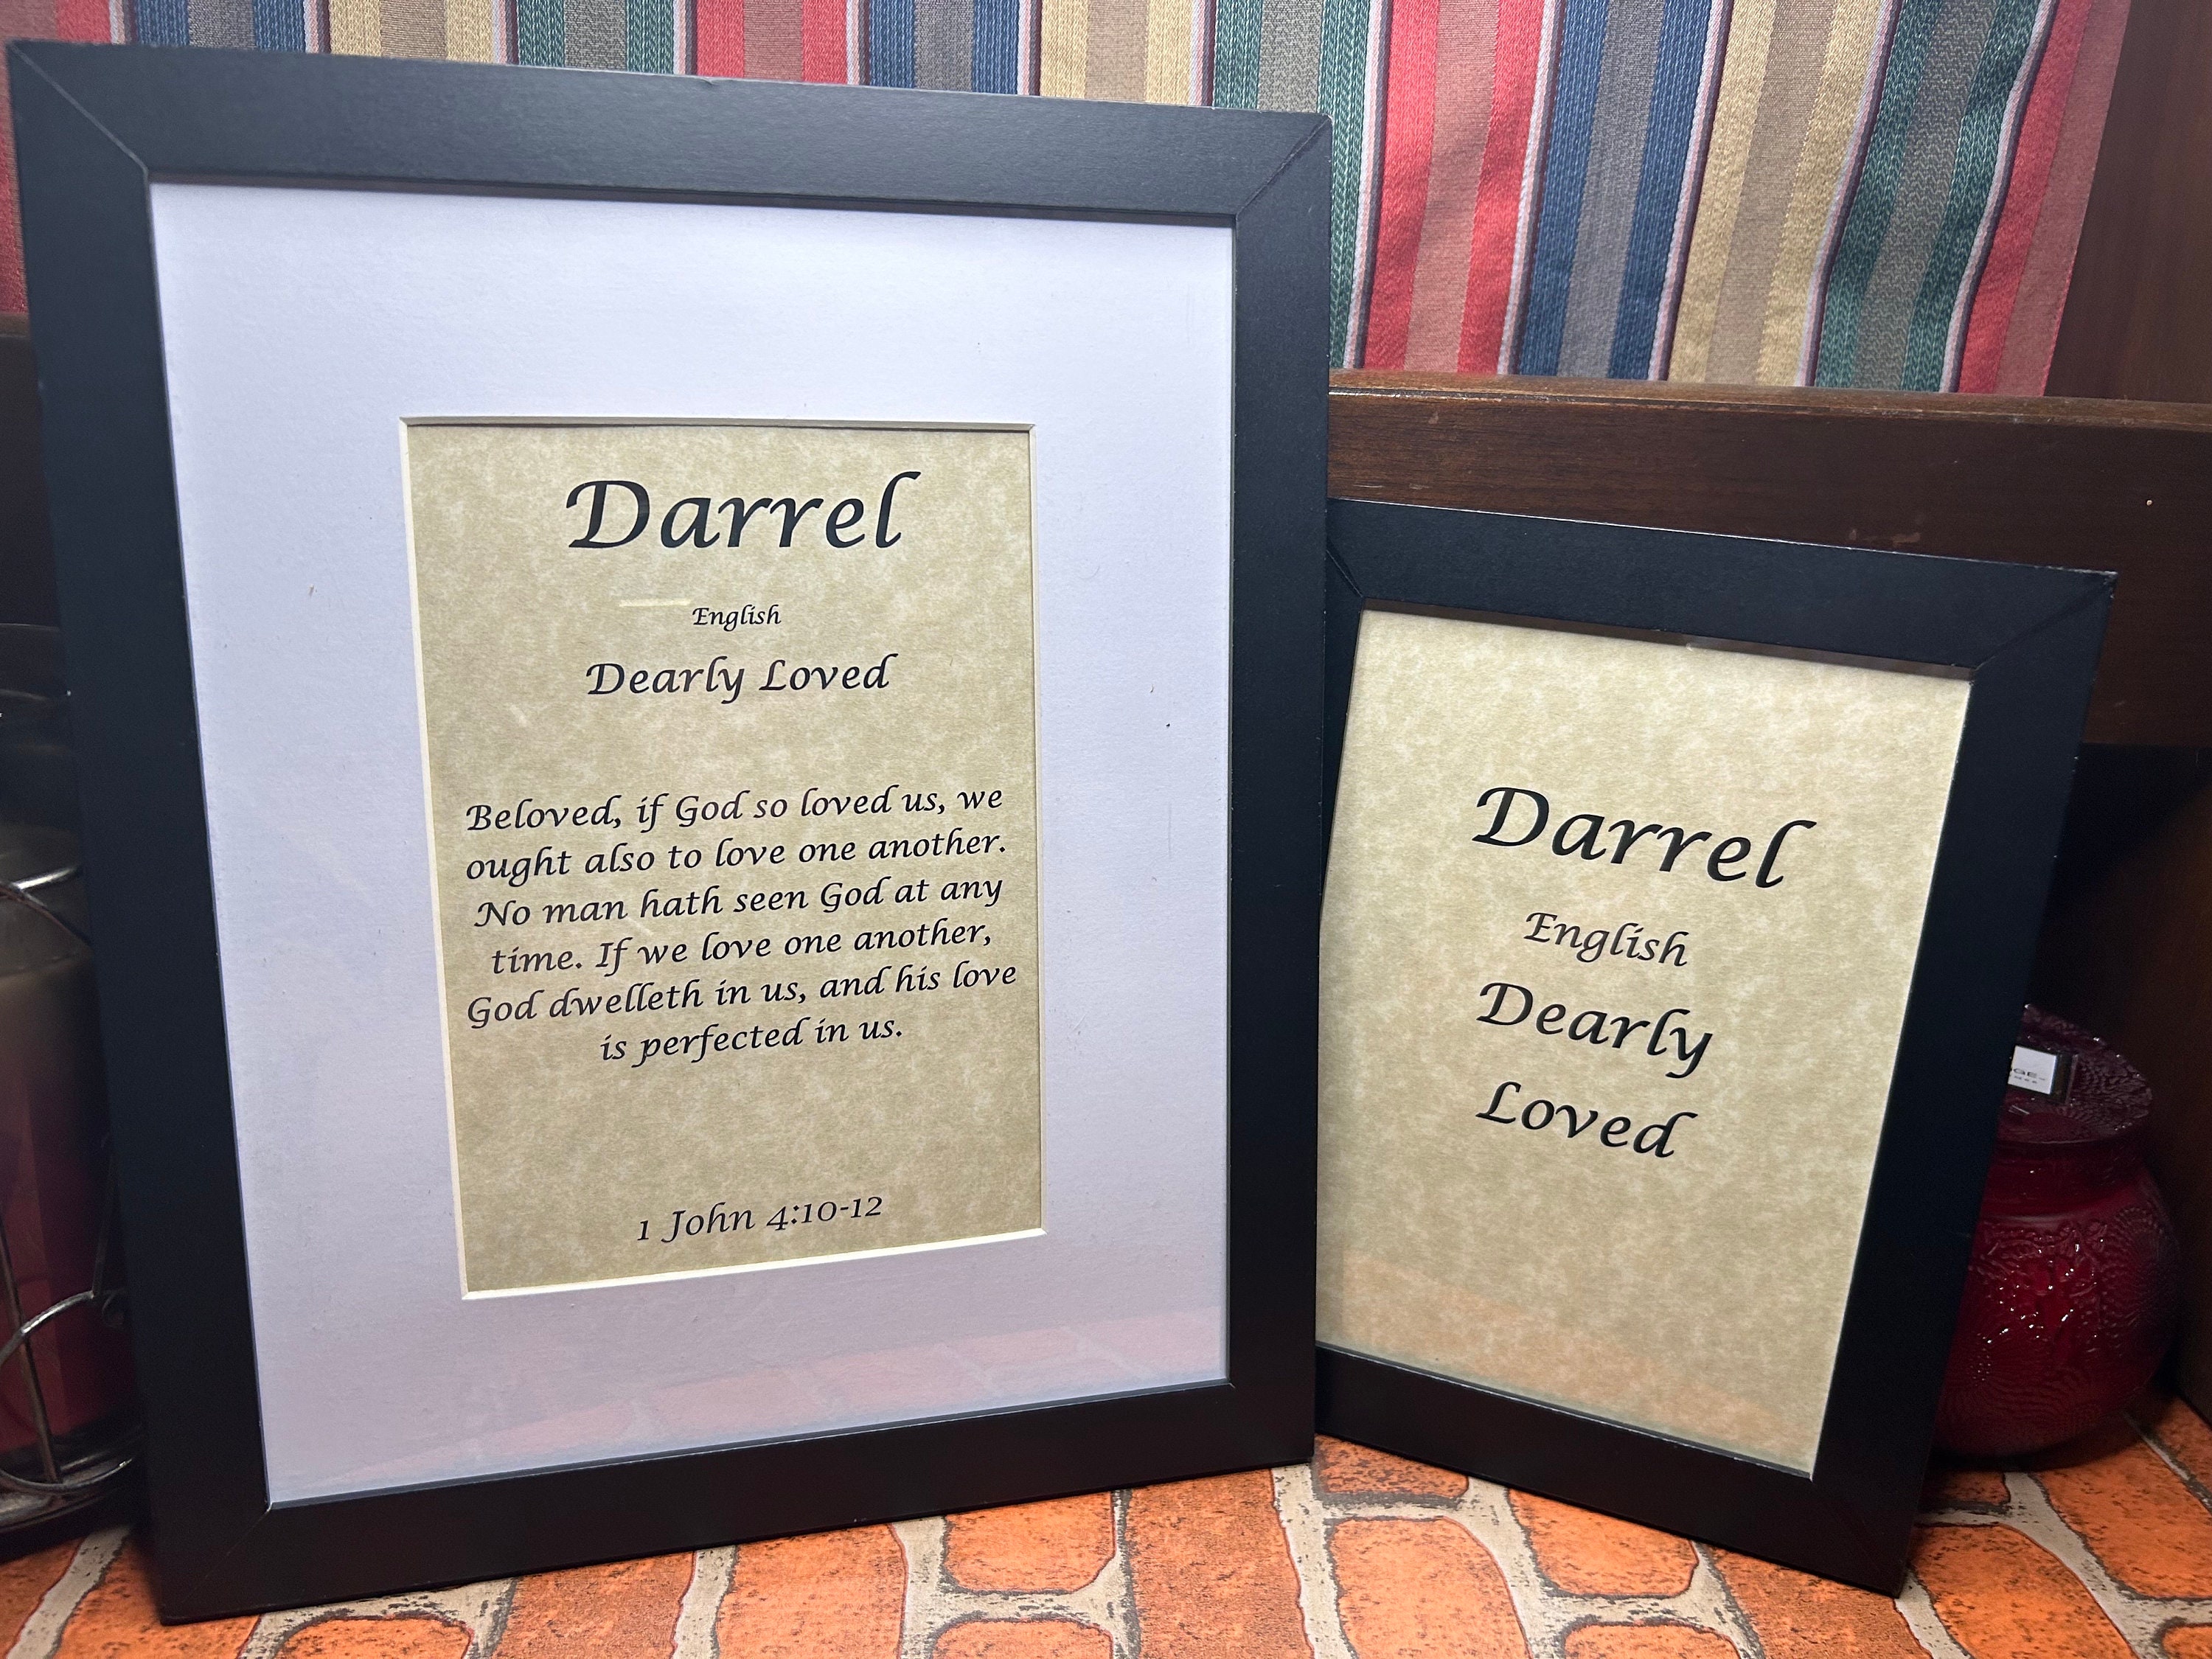 Darrel
English
Dearly Loved
Beloved, if God so loved us, we
ought also to love one another.
No man hath seen God at any
time. If we love one another,
God dwelleth in us, and his love
is perfected in us.
1 John 4:10-12
Darrel
English
Dearly
Loved